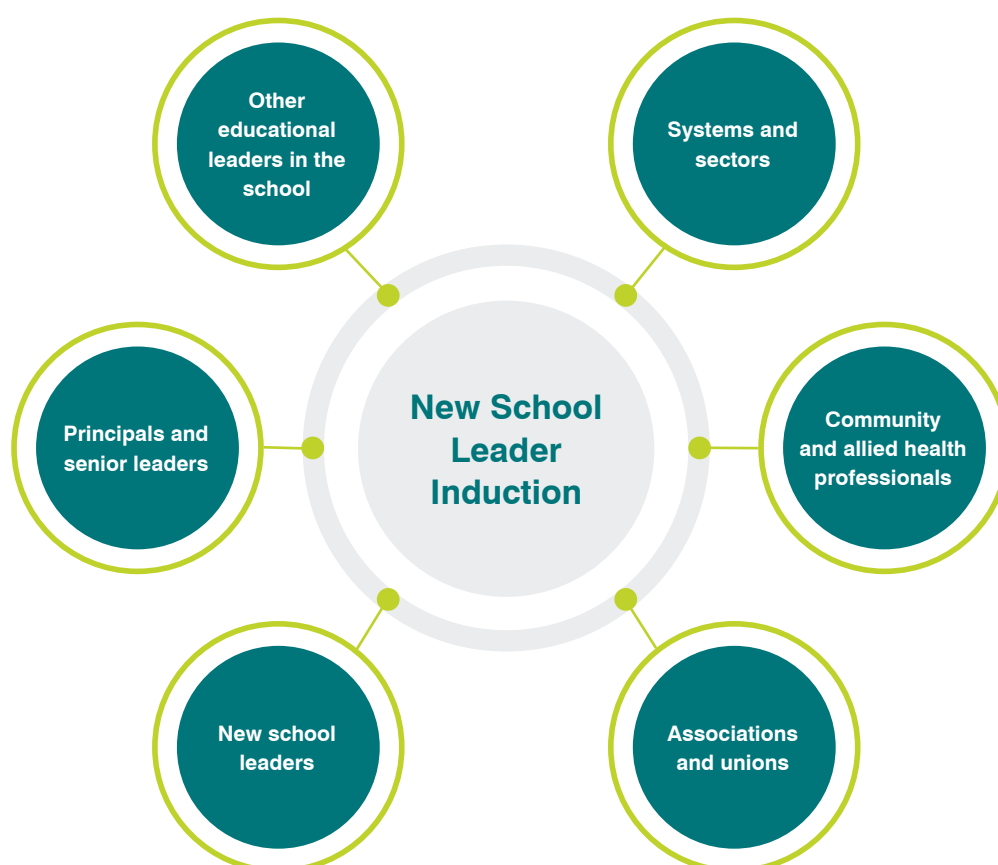 Other
educational
leaders in the
school
Systems and
sectors
Principals and
senior leaders
New School
Leader
Induction
Community
and allied health
professionals
New school
leaders
Associations
and unions